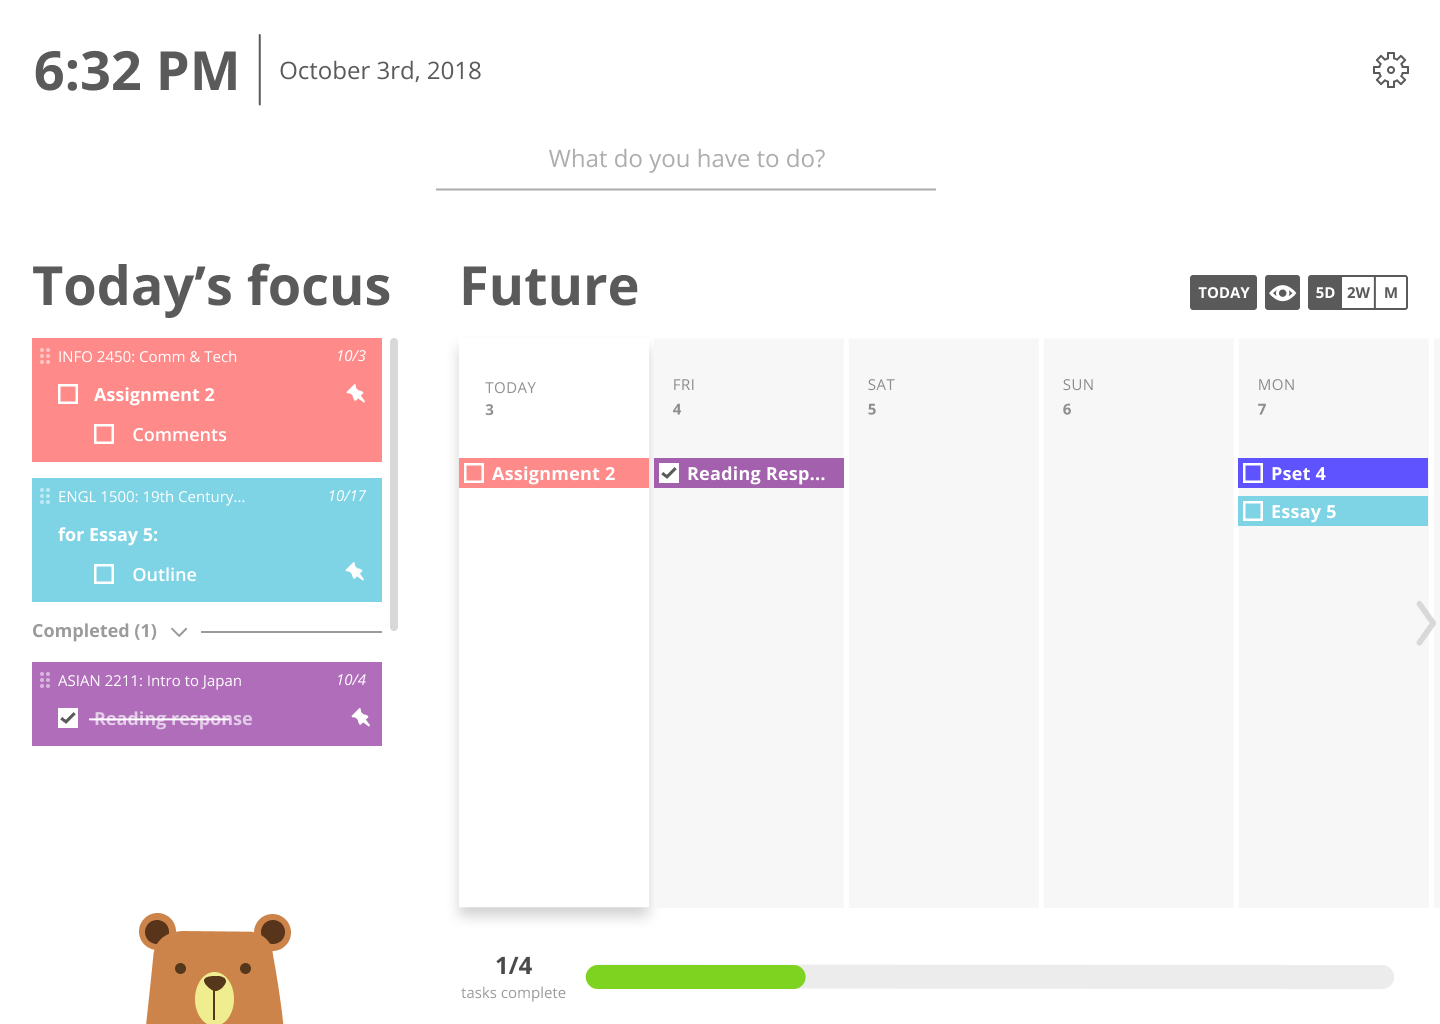 6:32 PM
October 3rd, 2018
What do you have to do?
Today’s focus
INFO 2450: Comm & Tech 10/3
Assignment 2
Comments
ENGL 1500: 19th Century... 10/17
for Essay 5:
Outline
Completed (1)
ASIAN 2211: Intro to Japan 10/4
Reading response
Future
TODAY 5D 2W M
TODAY
3
FRI
4
SAT
5
SUN
6
MON
7
Assignment 2
Reading Resp...
Pset 4
Essay 5
1/4
tasks complete